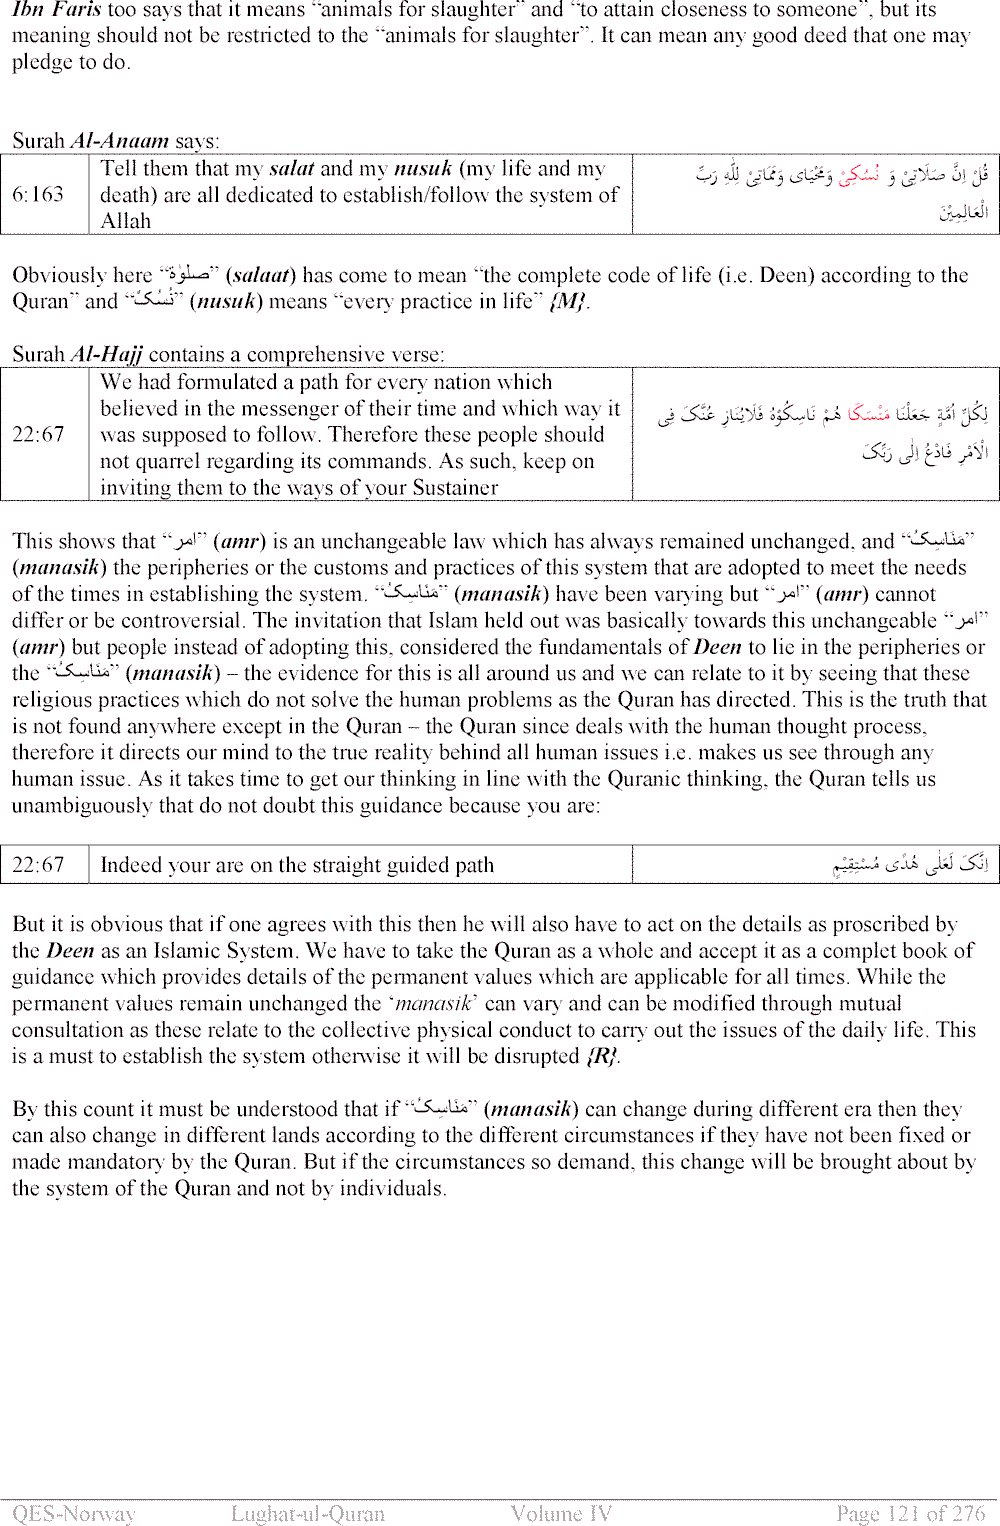 Ibn Faris too says that it means “animals for slaughter” and “to attain closeness to someone”, but its
meaning should not be restricted to the “animals for slaughter”. It can mean any good deed that one may
pledge to do.
Surah Al-Anaam says:
6:163
Tell them that my salat and my nusuk (my life and my
death) are all dedicated to establish/follow the system of
Allah
قُلْ اِنَّ صَلَاتِیْ وَ نُسُکِیْ وَمَحْیَایَ وَمَمَاتِیْ لِلّٰہِ رَبِّ
الْعَالَمِیْنَ
Obviously here “صلوٰۃ” (salaat) has come to mean “the complete code of life (i.e. Deen) according to the
Quran” and “نُسُکٌ” (nusuk) means “every practice in life” {M}.
Surah Al-Hajj contains a comprehensive verse:
22:67
We had formulated a path for every nation which
believed in the messenger of their time and which way it
was supposed to follow. Therefore these people should
not quarrel regarding its commands. As such, keep on
inviting them to the ways of your Sustainer
لِکُلِّ اُمَّۃٍ جَعَلْنَا مَنْسَکَا ھُمْ نَاسِکُوْہُ فَلَایُنَازِ عُنَّکَ فِی
الْاَمْرِ فَادْعُ اِلٰی رَبِّکَ
This shows that “امر” (amr) is an unchangeable law which has always remained unchanged, and “مَنَاسِکُ”
(manasik) the peripheries or the customs and practices of this system that are adopted to meet the needs
of the times in establishing the system. “مَنَاسِکُ” (manasik) have been varying but “امر” (amr) cannot
differ or be controversial. The invitation that Islam held out was basically towards this unchangeable “امر”
(amr) but people instead of adopting this, considered the fundamentals of Deen to lie in the peripheries or
the “مَنَاسِکُ” (manasik) – the evidence for this is all around us and we can relate to it by seeing that these
religious practices which do not solve the human problems as the Quran has directed. This is the truth that
is not found anywhere except in the Quran – the Quran since deals with the human thought process,
therefore it directs our mind to the true reality behind all human issues i.e. makes us see through any
human issue. As it takes time to get our thinking in line with the Quranic thinking, the Quran tells us
unambiguously that do not doubt this guidance because you are:
22:67
Indeed your are on the straight guided path
اِنَّکَ لَعَلٰی ھُدًی مُسْتَقِیْمٍ
But it is obvious that if one agrees with this then he will also have to act on the details as proscribed by
the Deen as an Islamic System. We have to take the Quran as a whole and accept it as a complet book of
guidance which provides details of the permanent values which are applicable for all times. While the
permanent values remain unchanged the ‘manasik’ can vary and can be modified through mutual
consultation as these relate to the collective physical conduct to carry out the issues of the daily life. This
is a must to establish the system otherwise it will be disrupted {R}.
By this count it must be understood that if “مَنَاسِکُ” (manasik) can change during different era then they
can also change in different lands according to the different circumstances if they have not been fixed or
made mandatory by the Quran. But if the circumstances so demand, this change will be brought about by
the system of the Quran and not by individuals.
QES-Norway Lughat-ul-Quran Volume IV Page 121 of 276